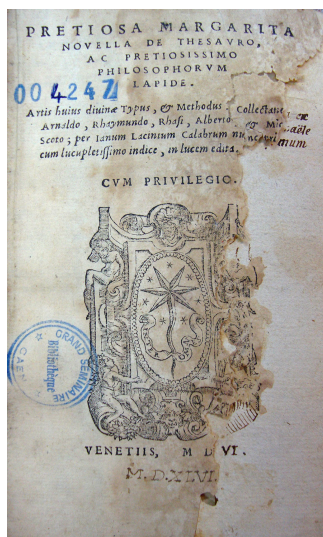 PRETIOSA MARGARITA
NOVELLA DE THESAVRO,
AC PRETIOSISSIMO
PHILOSOPHORVM
LAPIDE.
004247
Artis huius diuinæ Typus, & Methodus: Collectanea ex
Arnaldo, Rhaymundo, Rhasi, Alberto, & Michaële
Scoto; per Ianum Lacinium Calabrum nunc primum
cum lucupletissimo indice, in lucem edita.
CVM PRIVILEGIO.
GRAND SEMINAIRE
Bibliothèque
VENETIIS, M D VI.
M.D.XLVI.